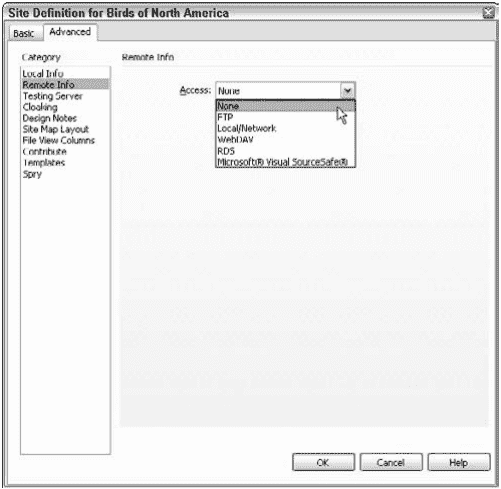 Site Definition for Birds of North America
Basic
Advanced
Category
Local Info
Remote Info
Testing Server
Cloaking
Design Notes
Site Map Layout
File View Columns
Contribute
Templates
Spry
Remote Info
Access: None
None
FTP
Local/Network
WebDAV
RDS
Microsoft® Visual SourceSafe®
OK
Cancel
Help